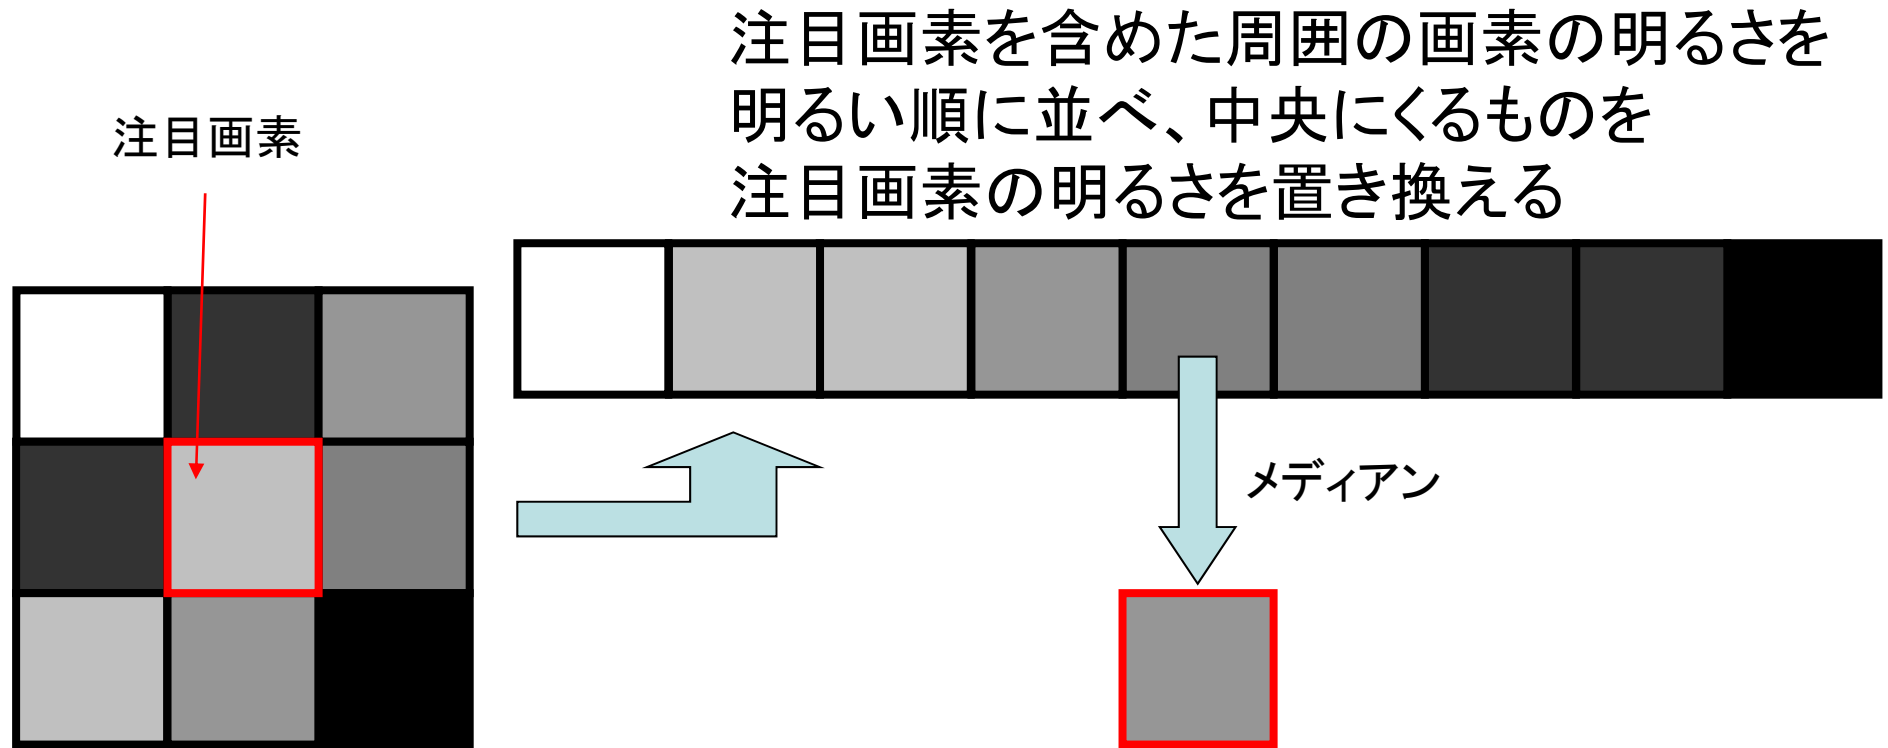 注目画素を含めた周囲の画素の明るさを
明るい順に並べ、中央にくるものを
注目画素の明るさを置き換える
注目画素
メディアン